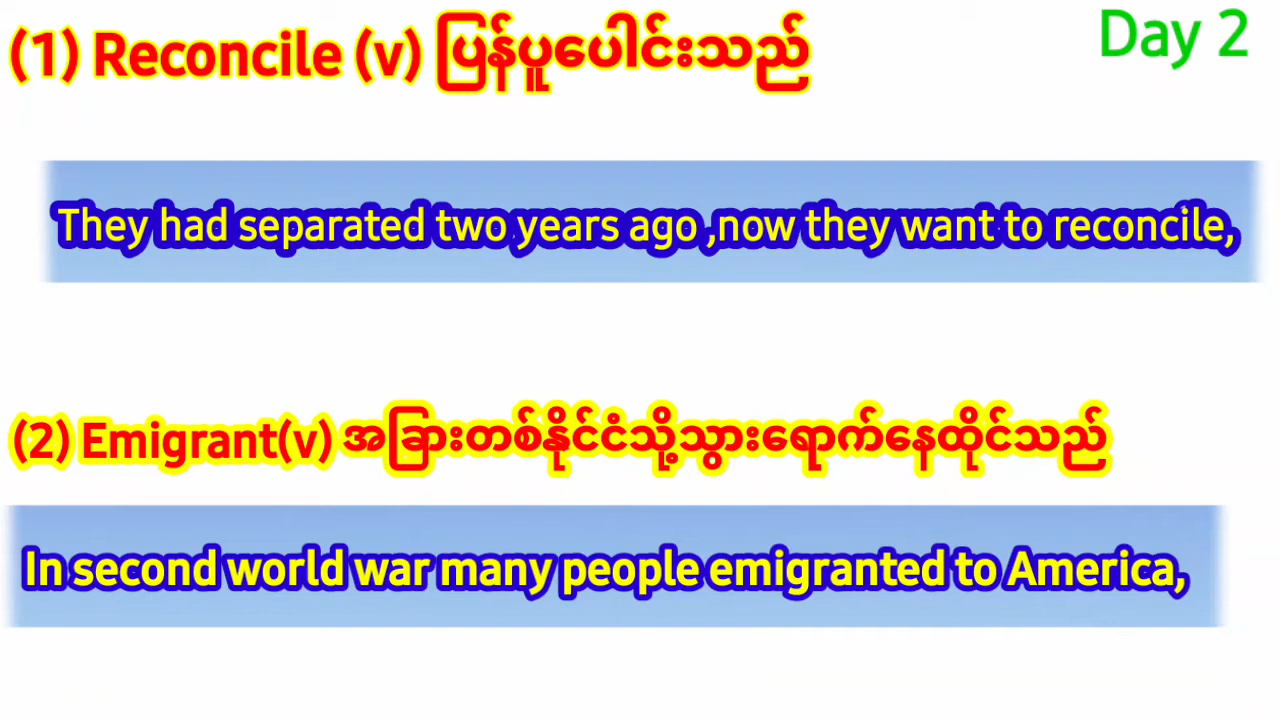 (1) Reconcile (v) ပြန်ပူပေါင်းသည်
Day 2
They had separated two years ago ,now they want to reconcile,
(2) Emigrant(v) အခြားတစ်နိုင်ငံသို့သွားရောက်နေထိုင်သည်
In second world war many people emigranted to America,